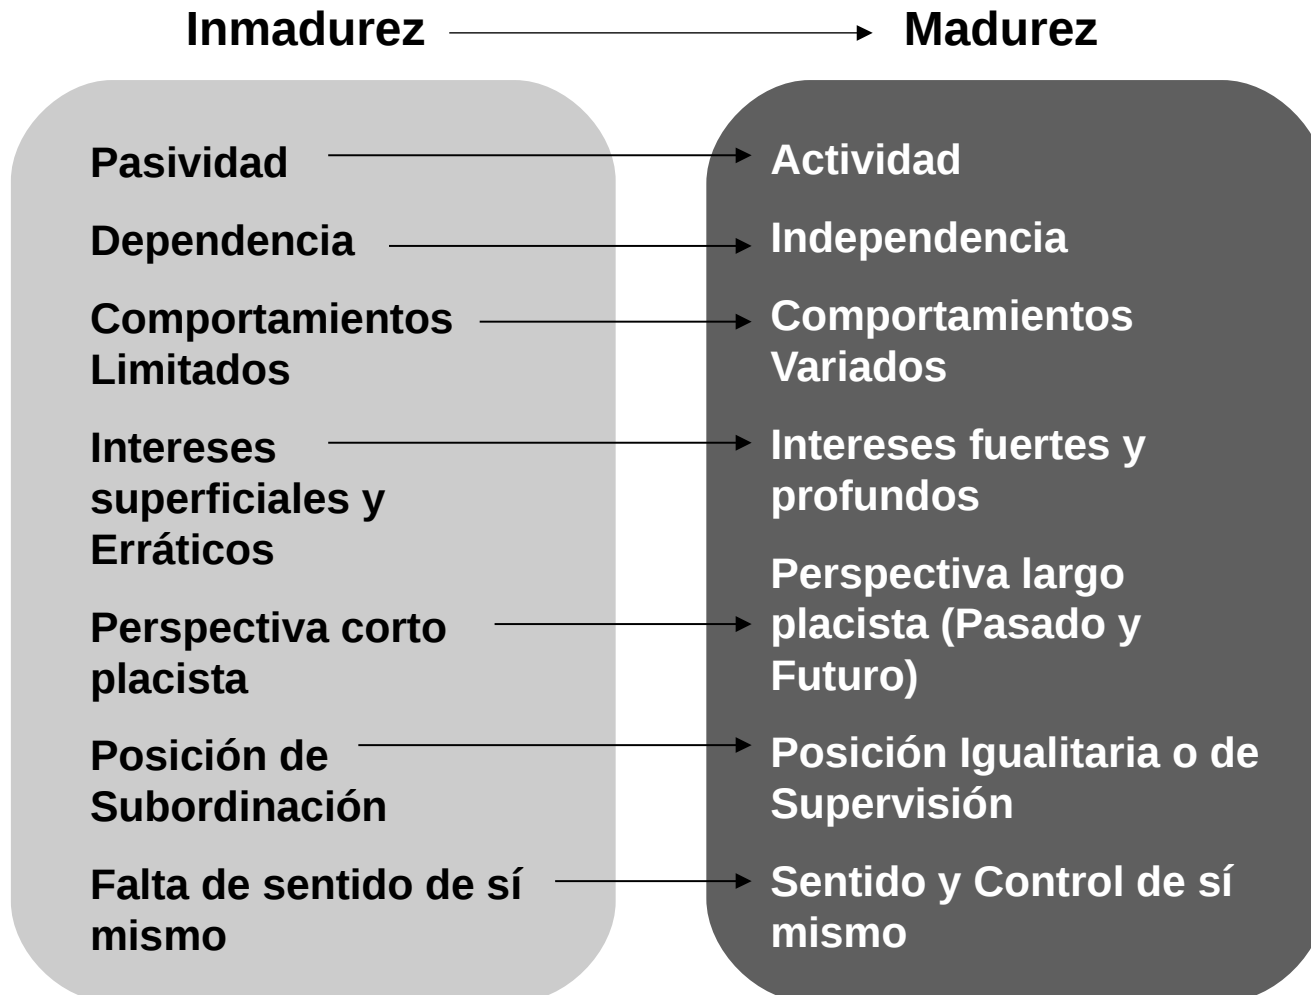 Inmadurez
Madurez
Pasividad
Dependencia
Comportamientos
Limitados
Intereses
superficiales y
Erráticos
Perspectiva corto
placista
Posición de
Subordinación
Falta de sentido de sí
mismo
Actividad
Independencia
Comportamientos
Variados
Intereses fuertes y
profundos
Perspectiva largo
placista (Pasado y
Futuro)
Posición Igualitaria o de
Supervisión
Sentido y Control de sí
mismo